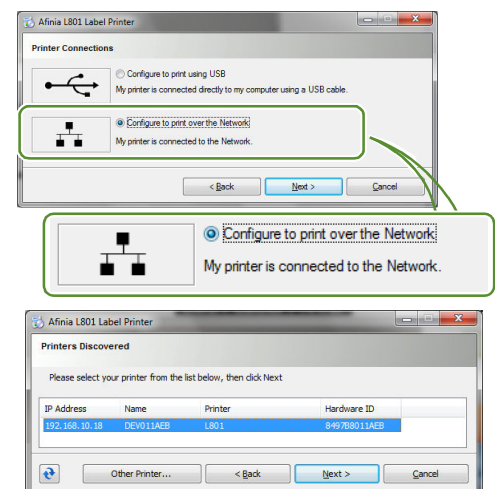 Afinia L801 Label Printer
Printer Connections
Configure to print using USB
My printer is connected directly to my computer using a USB cable.
Configure to print over the Network
My printer is connected to the Network.
< Back Next > Cancel
Configure to print over the Network
My printer is connected to the Network.
Afinia L801 Label Printer
Printers Discovered
Please select your printer from the list below, then click Next
IP Address Name Printer Hardware ID
192.168.10.18 DEV011AEB L801 8497B8011AEB
Other Printer... < Back Next > Cancel